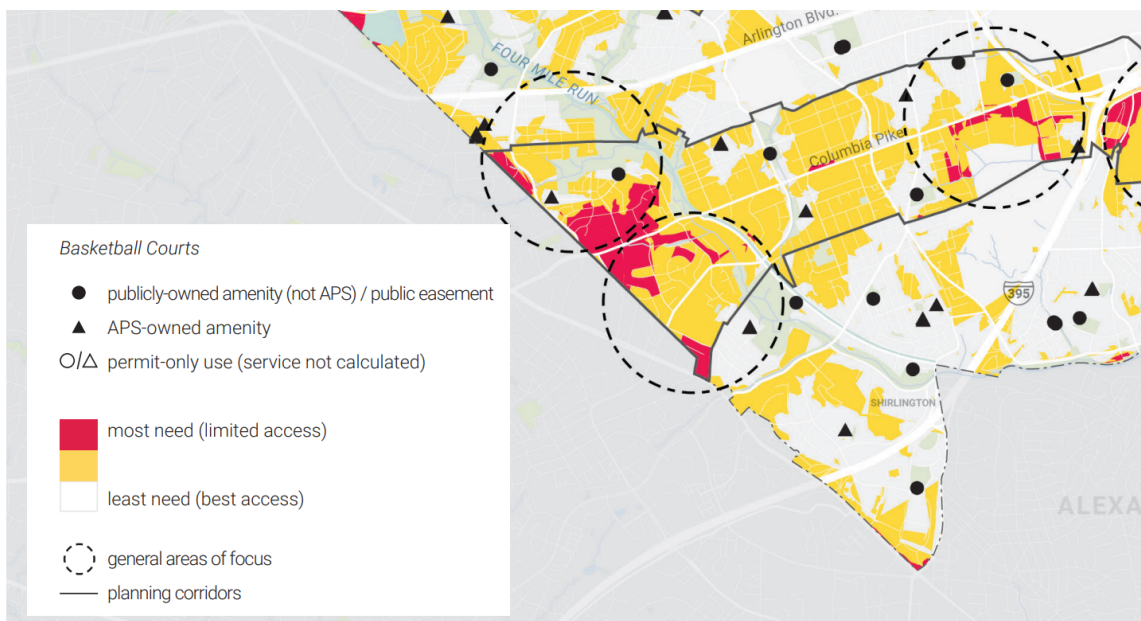 Arlington Blvd.
FOUR MILE RUN
Columbia Pike
Basketball Courts
publicly-owned amenity (not APS) / public easement
APS-owned amenity
permit-only use (service not calculated)
395
most need (limited access)
SHIRLINGTON
least need (best access)
ALEXA
general areas of focus
planning corridors